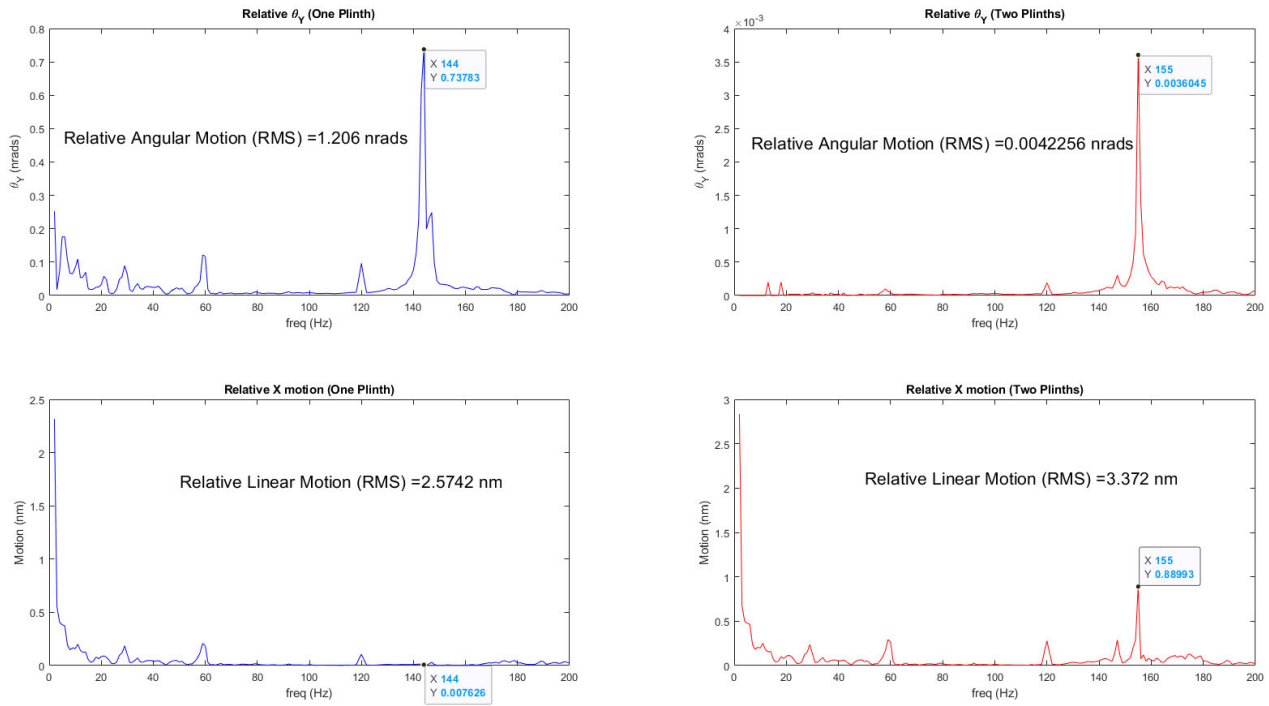 Relative θY (One Plinth)
0.8
0.7
0.6
0.5
0.4
0.3
0.2
0.1
0
θY (nrads)
X 144
Y 0.73783
Relative Angular Motion (RMS) =1.206 nrads
0 20 40 60 80 100 120 140 160 180 200
freq (Hz)
Relative θY (Two Plinths)
×10-3
4
3.5
3
2.5
2
1.5
1
0.5
0
θY (nrads)
X 155
Y 0.0036045
Relative Angular Motion (RMS) =0.0042256 nrads
0 20 40 60 80 100 120 140 160 180 200
freq (Hz)
Relative X motion (One Plinth)
2.5
2
1.5
1
0.5
0
Motion (nm)
Relative Linear Motion (RMS) =2.5742 nm
0 20 40 60 80 100 120 140 160 180 200
freq (Hz)
X 144
Y 0.007626
Relative X motion (Two Plinths)
3
2.5
2
1.5
1
0.5
0
Motion (nm)
Relative Linear Motion (RMS) =3.372 nm
X 155
Y 0.88993
0 20 40 60 80 100 120 140 160 180 200
freq (Hz)